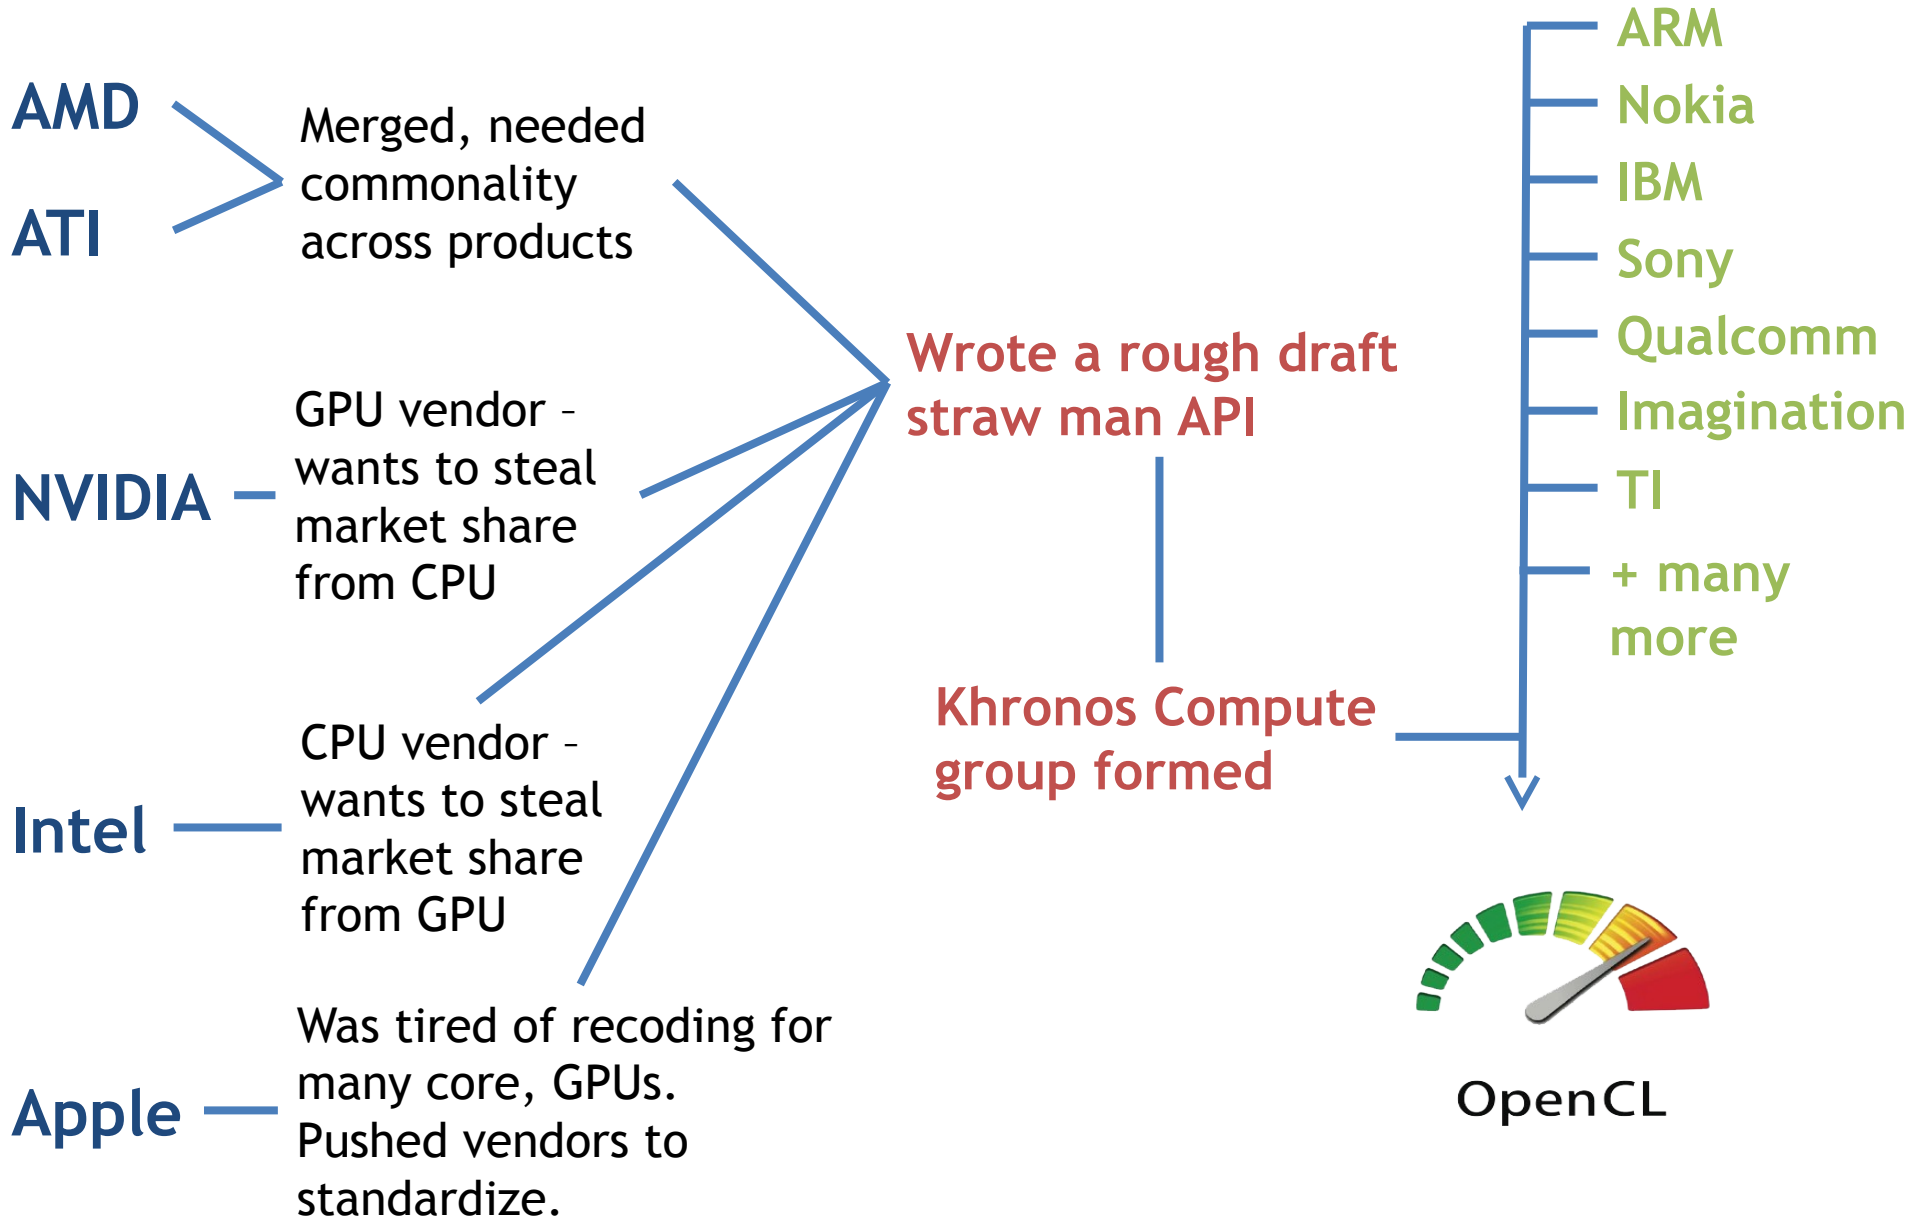 AMD
ATI
Merged, needed
commonality
across products
NVIDIA
GPU vendor –
wants to steal
market share
from CPU
Intel
CPU vendor –
wants to steal
market share
from GPU
Apple
Was tired of recoding for
many core, GPUs.
Pushed vendors to
standardize.
Wrote a rough draft
straw man API
Khronos Compute
group formed
ARM
Nokia
IBM
Sony
Qualcomm
Imagination
TI
+ many
more
OpenCL